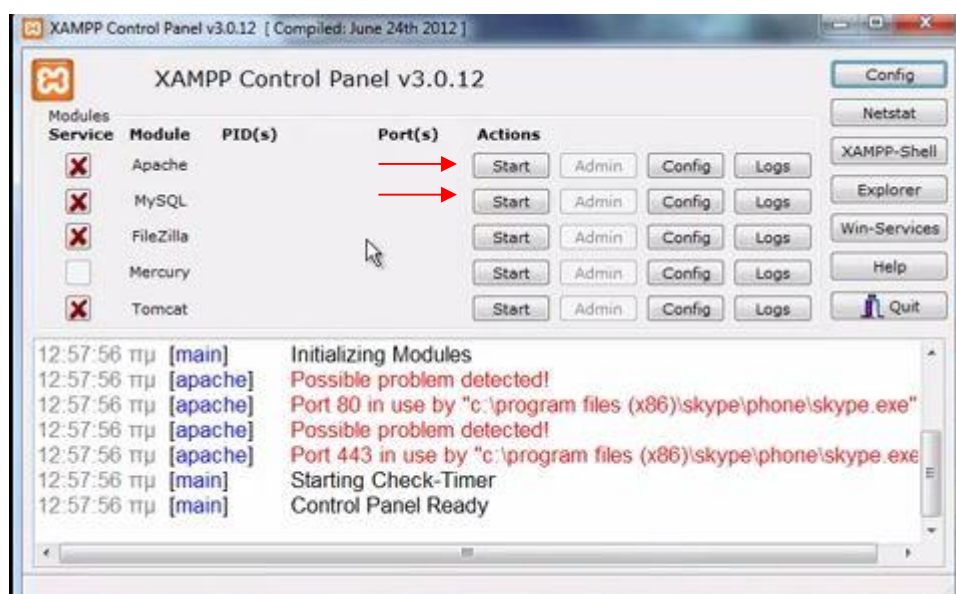 XAMPP Control Panel v3.0.12 [ Compiled: June 24th 2012 ]
XAMPP Control Panel v3.0.12
Config
Modules
Service Module PID(s) Port(s) Actions
Netstat
Apache Start Admin Config Logs
XAMPP-Shell
MySQL Start Admin Config Logs
Explorer
FileZilla Start Admin Config Logs
Win-Services
Mercury Start Admin Config Logs
Help
Tomcat Start Admin Config Logs
Quit
12:57:56 πμ [main] Initializing Modules
12:57:56 πμ [apache] Possible problem detected!
12:57:56 πμ [apache] Port 80 in use by "c:\program files (x86)\skype\phone\skype.exe"
12:57:56 πμ [apache] Possible problem detected!
12:57:56 πμ [apache] Port 443 in use by "c:\program files (x86)\skype\phone\skype.exe
12:57:56 πμ [main] Starting Check-Timer
12:57:56 πμ [main] Control Panel Ready